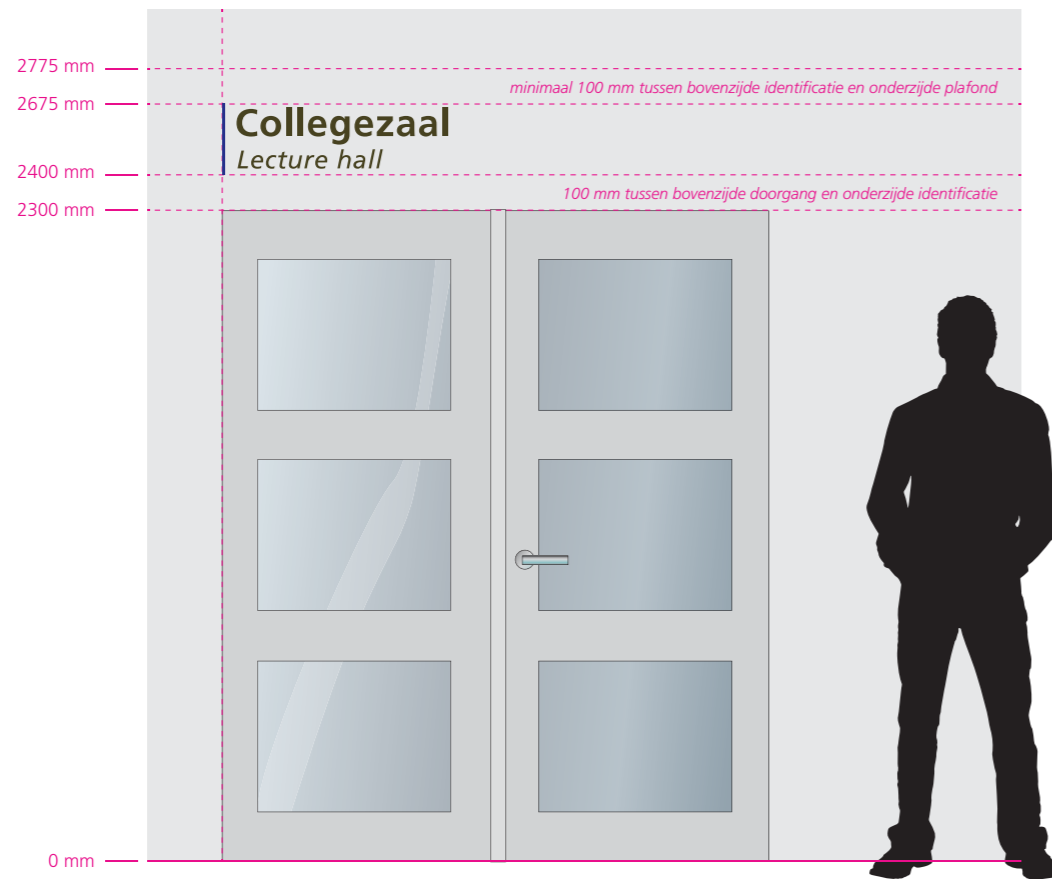 2775 mm
minimaal 100 mm tussen bovenzijde identificatie en onderzijde plafond
2675 mm
Collegezaal
Lecture hall
2400 mm
100 mm tussen bovenzijde doorgang en onderzijde identificatie
2300 mm
0 mm